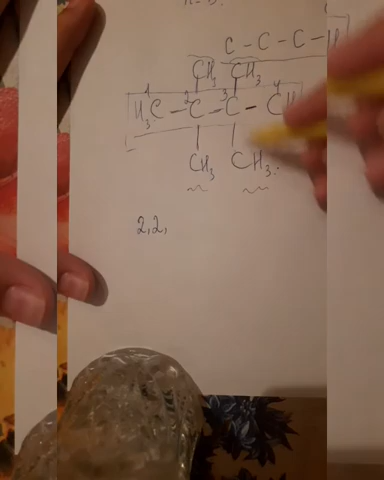 C - C - C - H
CH3 CH3
H3C - C - C - CH
1 2 3 4
CH3 CH3
2,2,